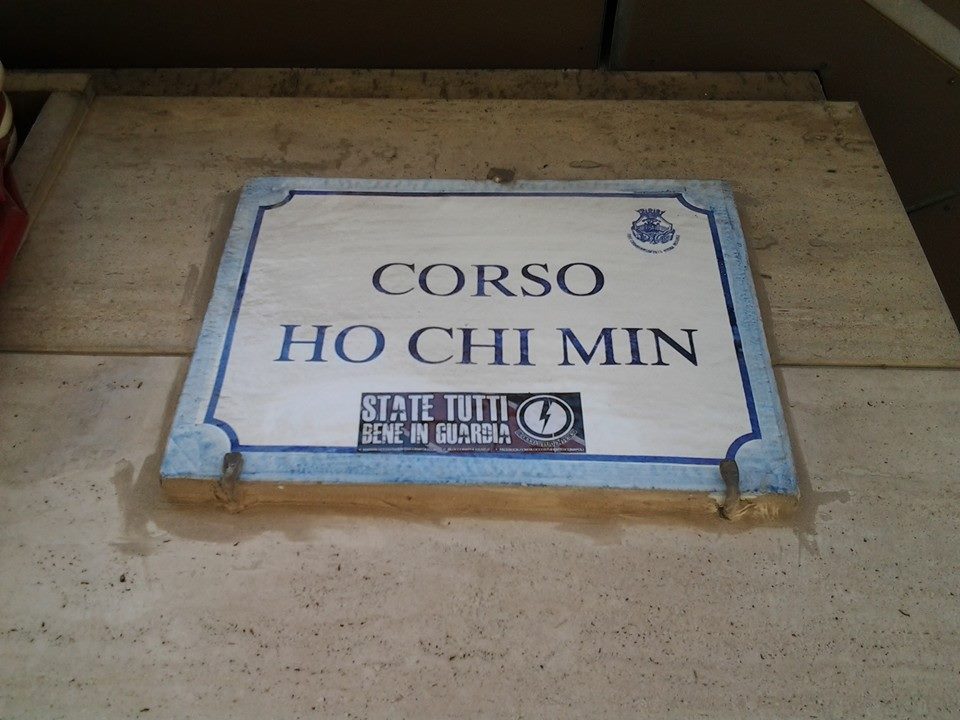 CORSO
HO CHI MIN
STATE TUTTI
BENE IN GUARDIA